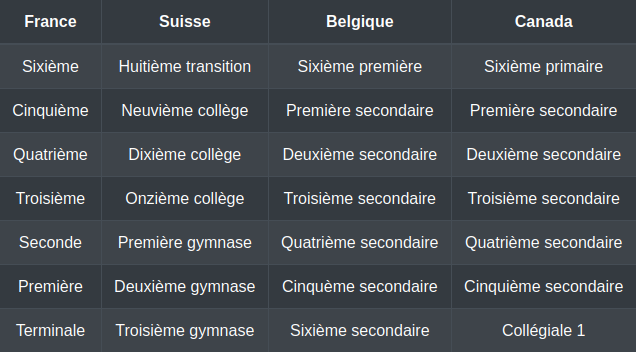 France Suisse Belgique Canada
Sixième Huitième transition Sixième première Sixième primaire
Cinquième Neuvième collège Première secondaire Première secondaire
Quatrième Dixième collège Deuxième secondaire Deuxième secondaire
Troisième Onzième collège Troisième secondaire Troisième secondaire
Seconde Première gymnase Quatrième secondaire Quatrième secondaire
Première Deuxième gymnase Cinquème secondaire Cinquième secondaire
Terminale Troisième gymnase Sixième secondaire Collégiale 1